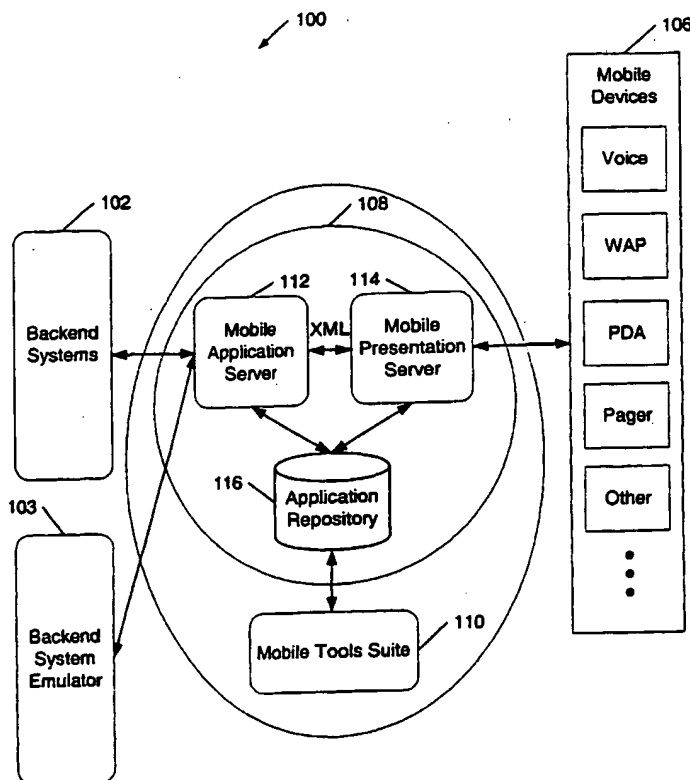 100
106
Mobile
Devices
Voice
WAP
PDA
Pager
Other
102
Backend
Systems
108
112
Mobile
Application
Server
XML
114
Mobile
Presentation
Server
116
Application
Repository
103
Backend
System
Emulator
Mobile Tools Suite
110